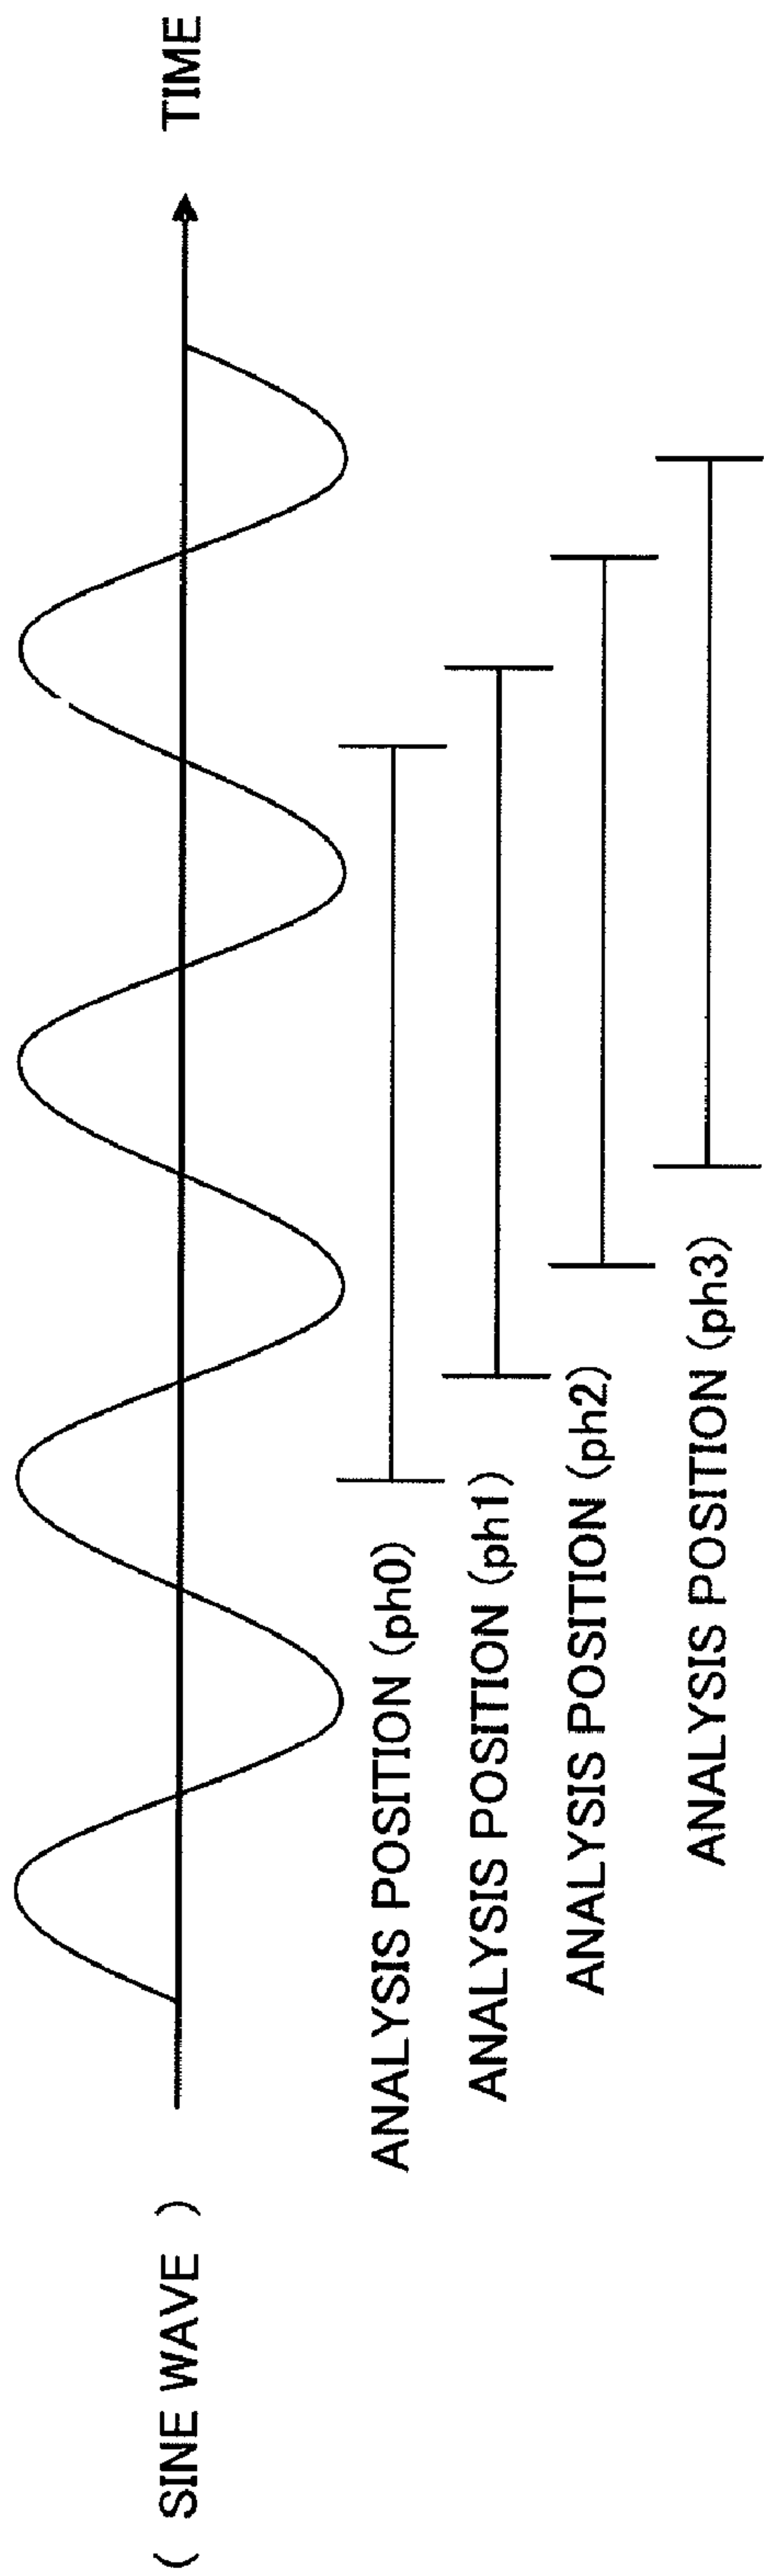 ( SINE WAVE )
TIME
ANALYSIS POSITION (ph0)
ANALYSIS POSITION (ph1)
ANALYSIS POSITION (ph2)
ANALYSIS POSITION (ph3)